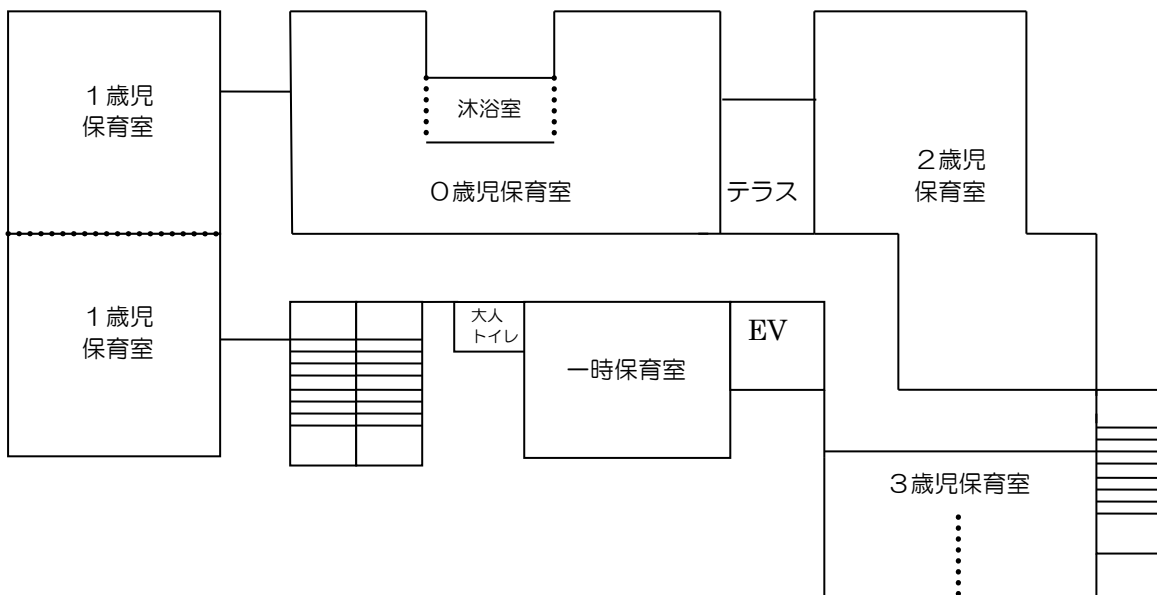 １歳児
保育室
沐浴室
０歳児保育室
テラス
２歳児
保育室
１歳児
保育室
大人
トイレ
一時保育室
EV
３歳児保育室